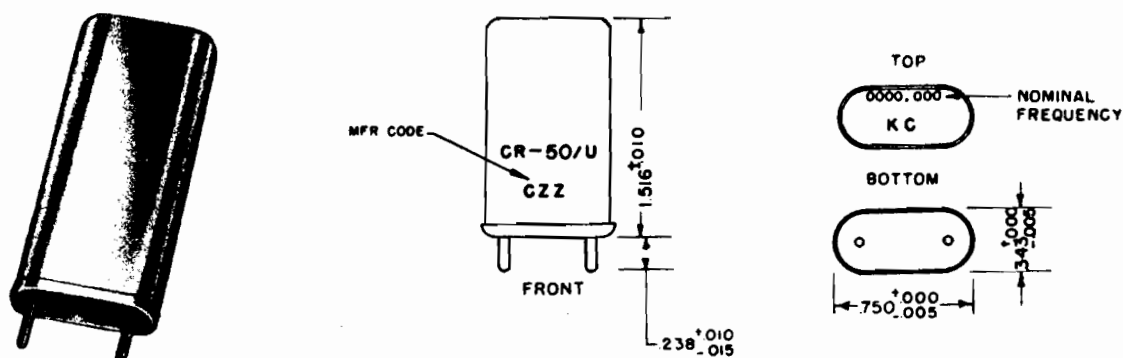 MFR CODE
CR-50/U
CZZ
FRONT
1.516 ±.010
.238 +.010 -.015
TOP
0000.000
KC
NOMINAL
FREQUENCY
BOTTOM
.343 +.000 -.005
.750 +.000 -.005